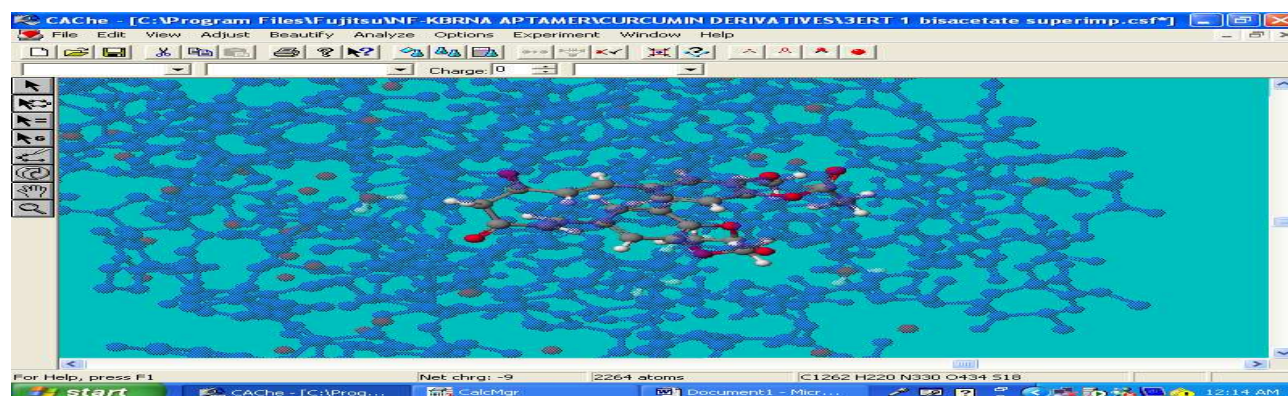 CAChe - [C:\Program Files\Fujitsu\NF-KBRNA APTAMER\CURCUMIN DERIVATIVES\3ERT 1 bisacetate superimp.csf*]
File Edit View Adjust Beautify Analyze Options Experiment Window Help
Charge: 0
For Help, press F1 Net chrg: -9 2264 atoms C1262 H220 N330 O434 S18
start CAChe - [C:\Prog... CalcMgr Document1 - Micr... 12:14 AM